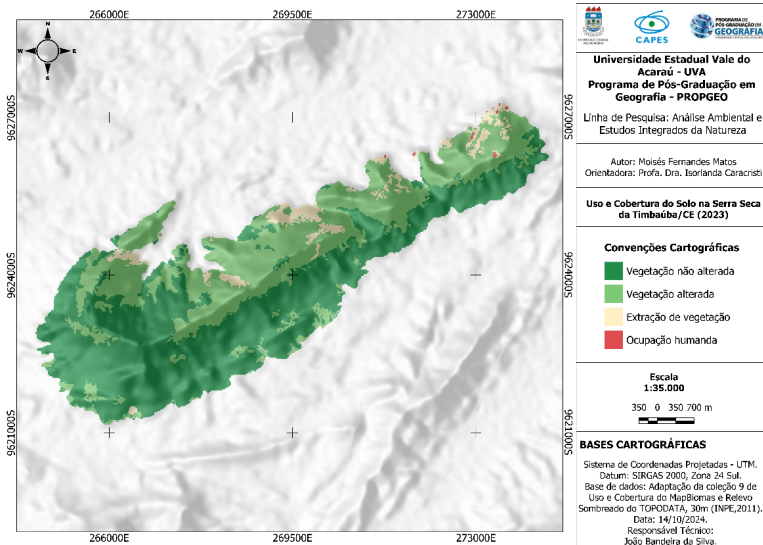 266000E 269500E 273000E
N
W E
S
9627000S 9627000S
9624000S 9624000S
9621000S 9621000S
266000E 269500E 273000E
CAPES
PROGRAMA DE
PÓS-GRADUAÇÃO EM
GEOGRAFIA
Universidade Estadual Vale do
Acaraú - UVA
Programa de Pós-Graduação em
Geografia - PROPGEO
Linha de Pesquisa: Análise Ambiental e
Estudos Integrados da Natureza
Autor: Moisés Fernandes Matos
Orientadora: Profa. Dra. Isorlanda Caracristi
Uso e Cobertura do Solo na Serra Seca
da Timbaúba/CE (2023)
Convenções Cartográficas
Vegetação não alterada
Vegetação alterada
Extração de vegetação
Ocupação humanda
Escala
1:35.000
350 0 350 700 m
BASES CARTOGRÁFICAS
Sistema de Coordenadas Projetadas - UTM.
Datum: SIRGAS 2000, Zona 24 Sul.
Base de dados: Adaptação da coleção 9 de
Uso e Cobertura do MapBiomas e Relevo
Sombreado do TOPODATA, 30m (INPE,2011).
Data: 14/10/2024.
Responsável Técnico:
João Bandeira da Silva.